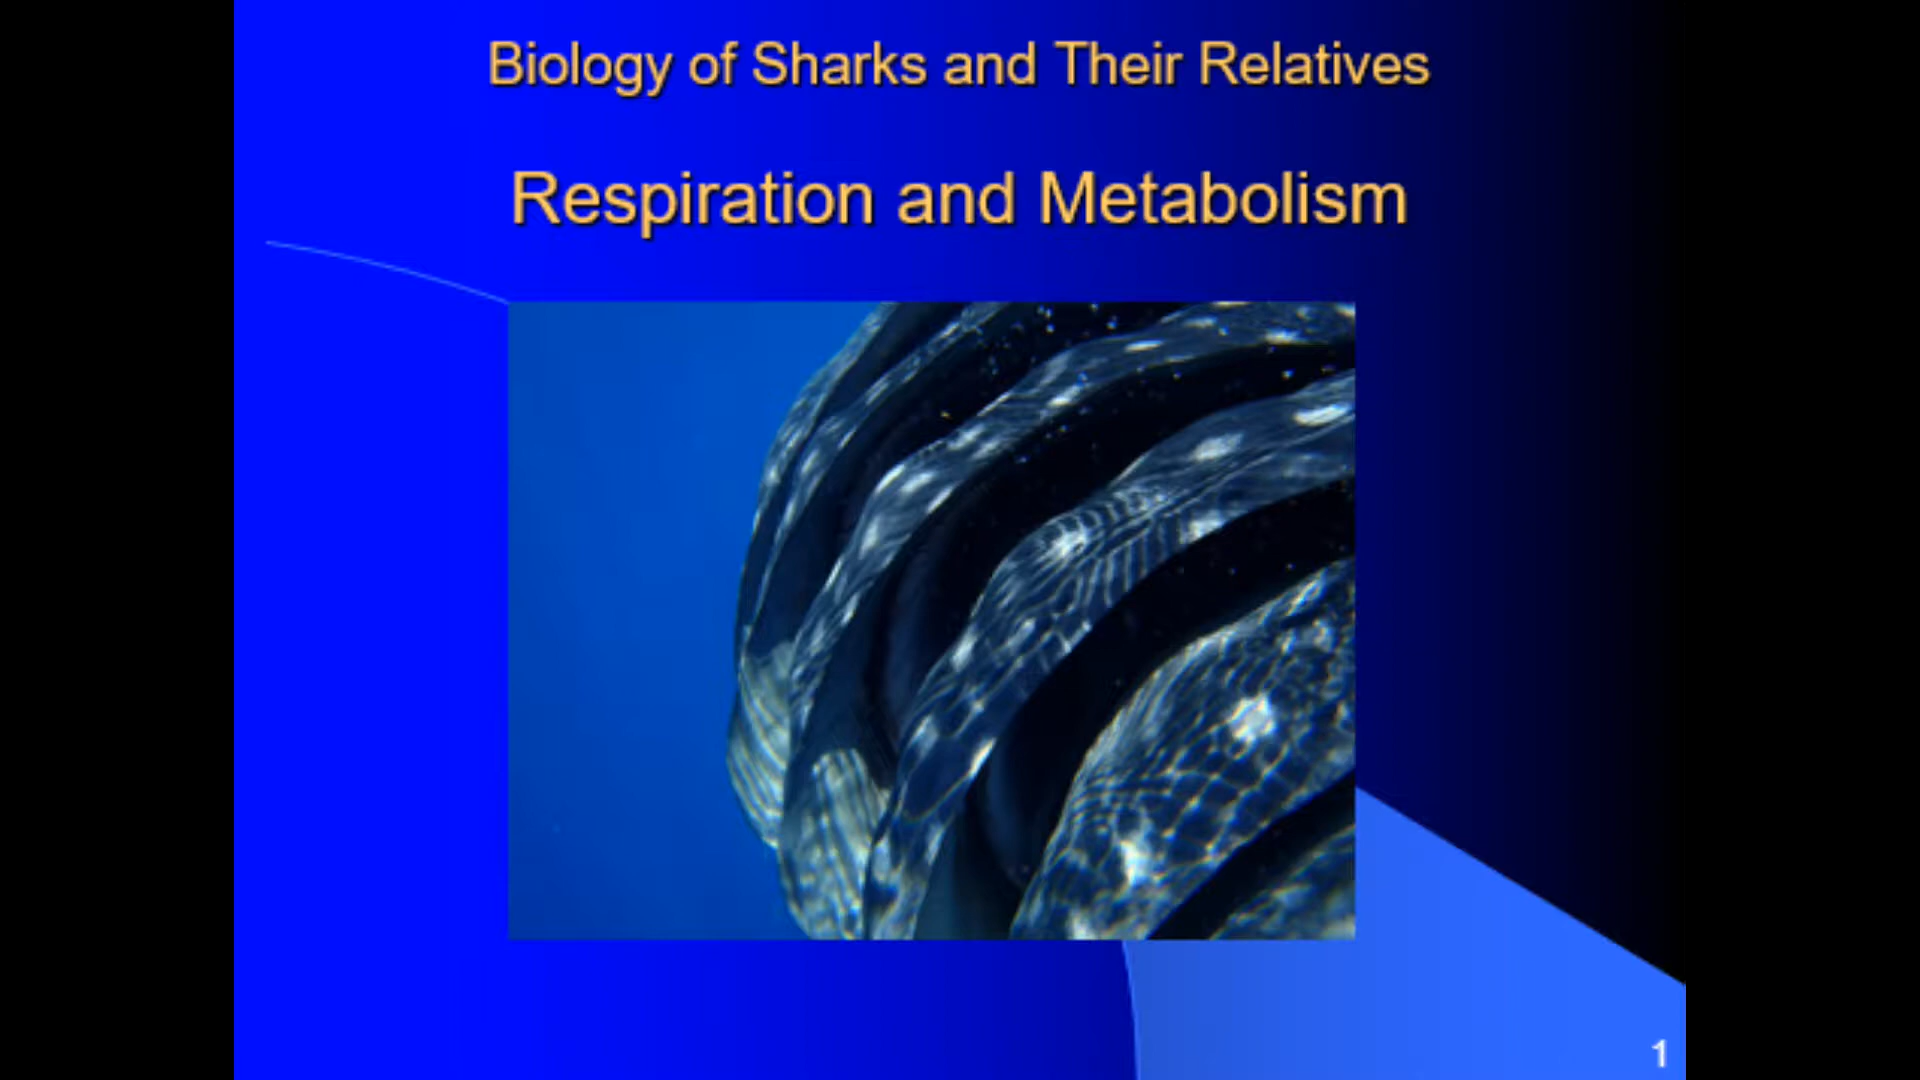 Biology of Sharks and Their Relatives
Respiration and Metabolism
1